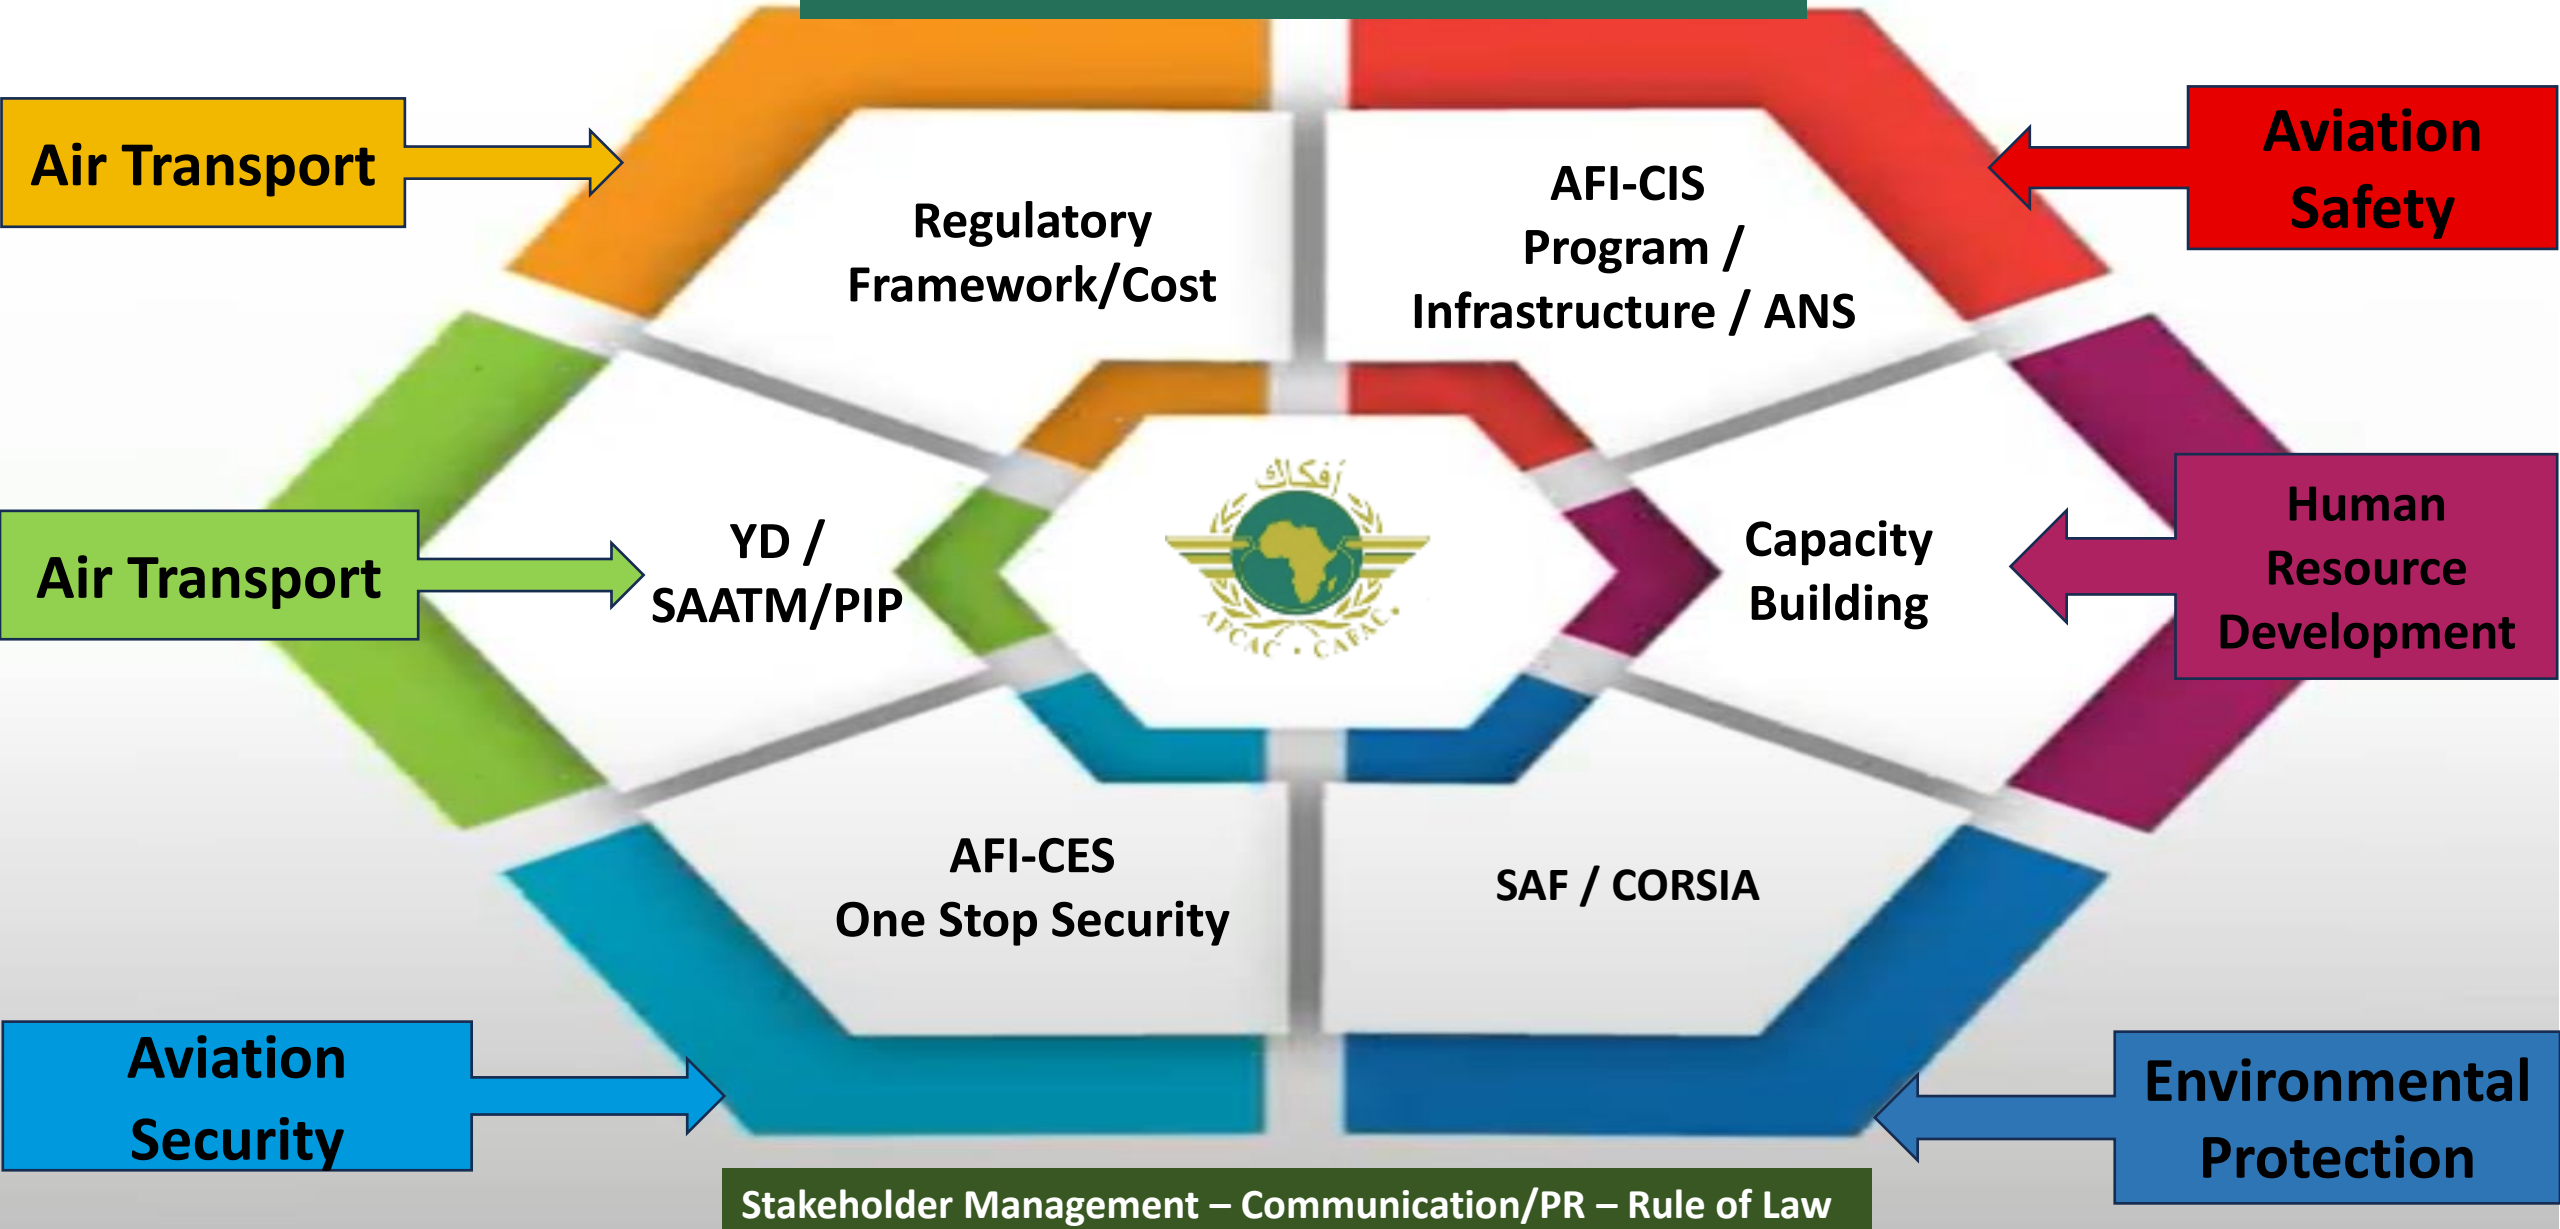 Air Transport
Regulatory
Framework/Cost
AFI-CIS
Program /
Infrastructure / ANS
Aviation
Safety
Air Transport
YD /
SAATM/PIP
أفكاك
AFCAC • CAFAC •
Capacity
Building
Human
Resource
Development
AFI-CES
One Stop Security
SAF / CORSIA
Aviation
Security
Environmental
Protection
Stakeholder Management – Communication/PR – Rule of Law